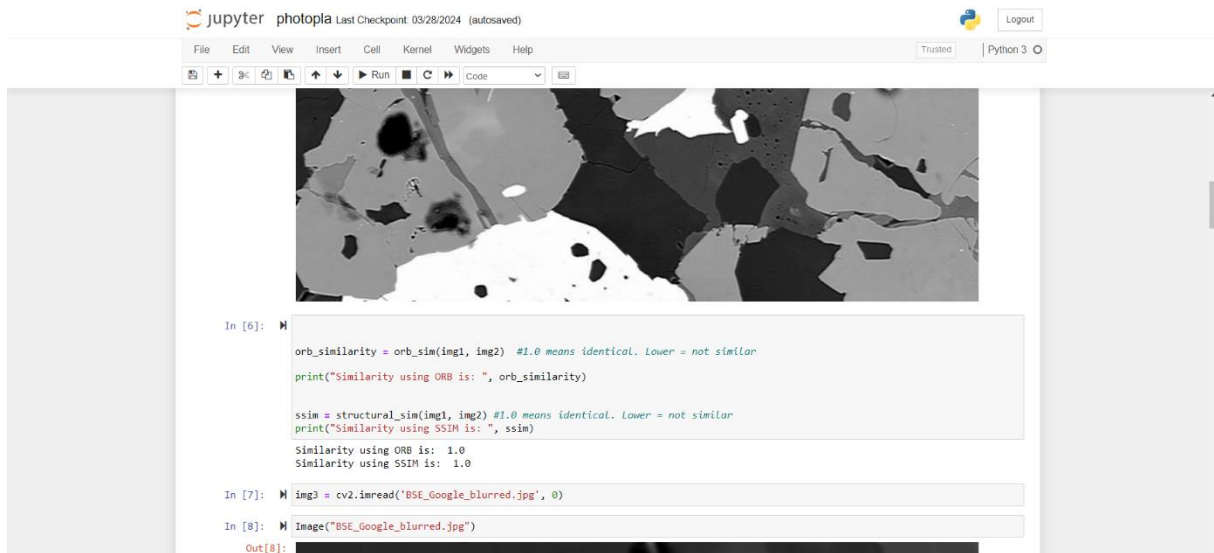 jupyter photopla Last Checkpoint: 03/28/2024 (autosaved) Logout
File Edit View Insert Cell Kernel Widgets Help Trusted Python 3
Run Code
In [6]:
orb_similarity = orb_sim(img1, img2) #1.0 means identical. Lower = not similar
print("Similarity using ORB is: ", orb_similarity)
ssim = structural_sim(img1, img2) #1.0 means identical. Lower = not similar
print("Similarity using SSIM is: ", ssim)
Similarity using ORB is: 1.0
Similarity using SSIM is: 1.0
In [7]: img3 = cv2.imread('BSE_Google_blurred.jpg', 0)
In [8]: Image("BSE_Google_blurred.jpg")
Out[8]: